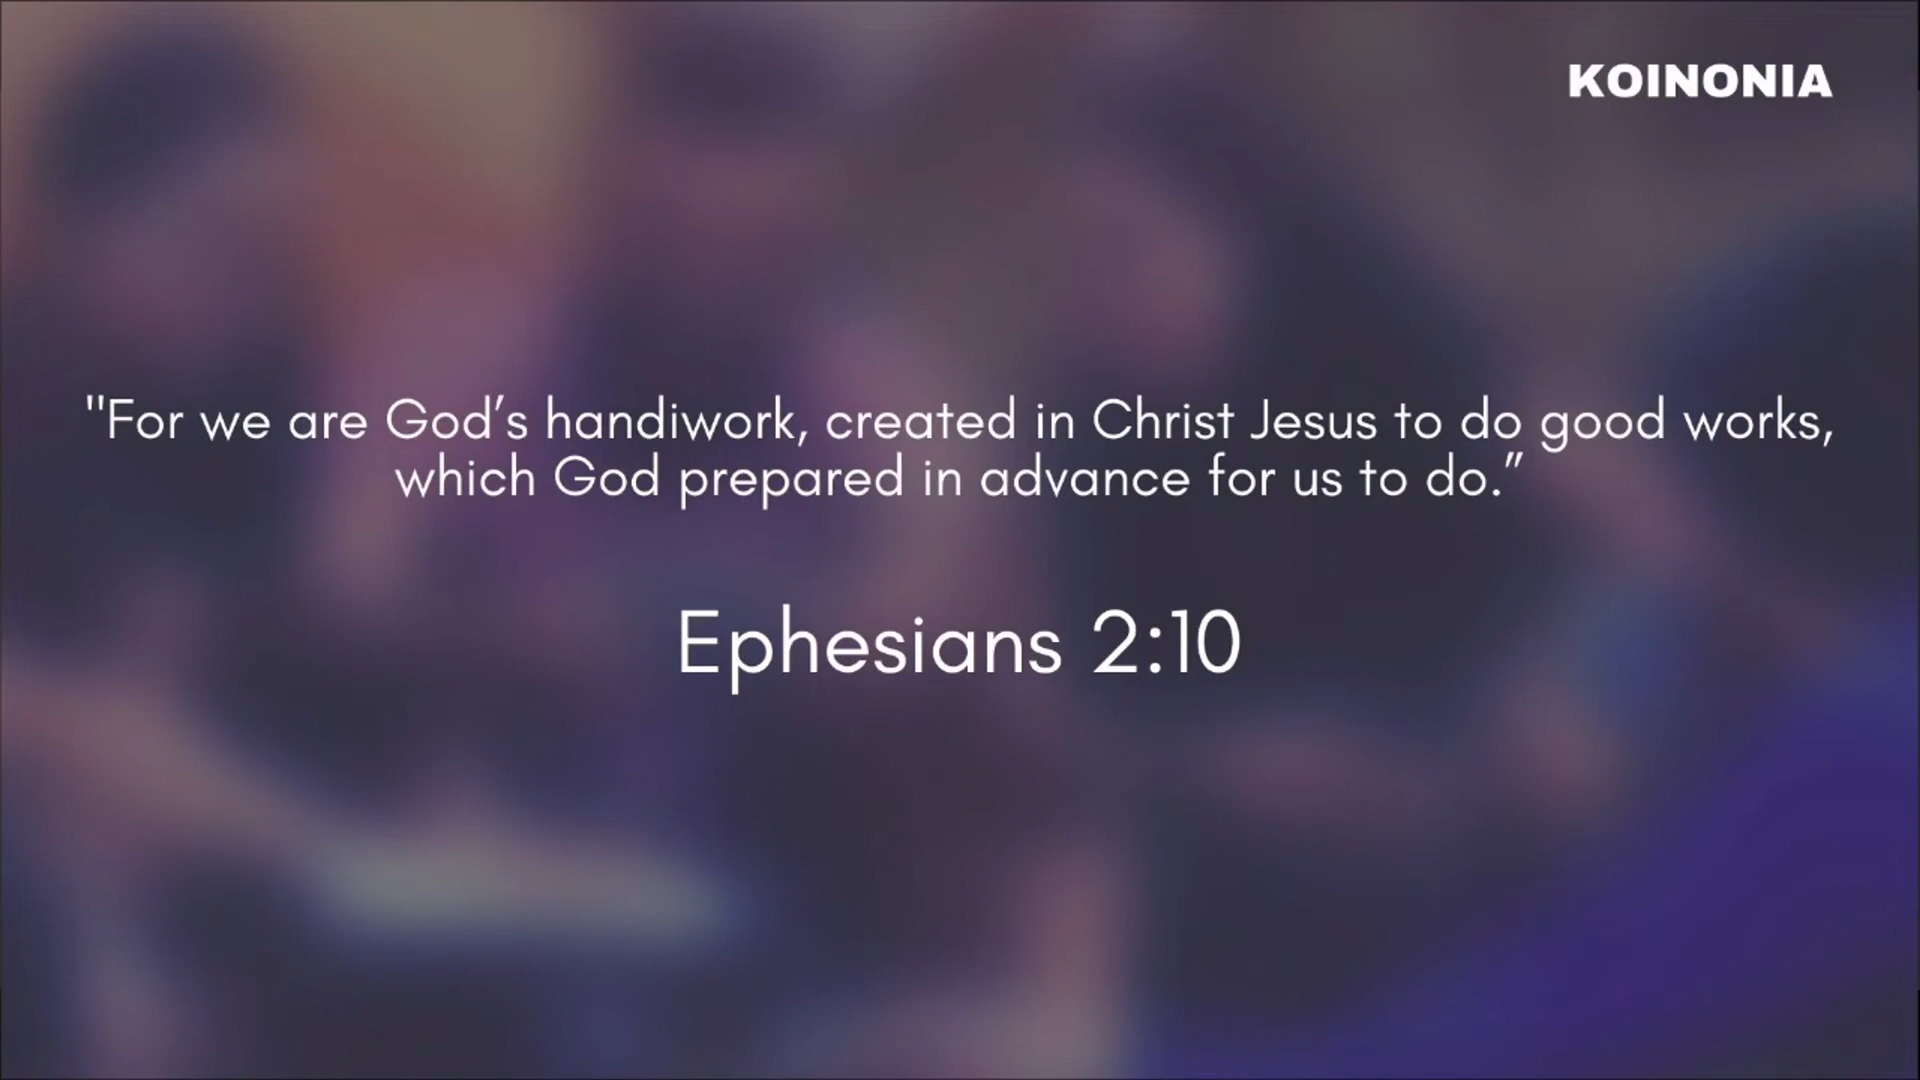 KOINONIA
"For we are God’s handiwork, created in Christ Jesus to do good works,
which God prepared in advance for us to do.”
Ephesians 2:10